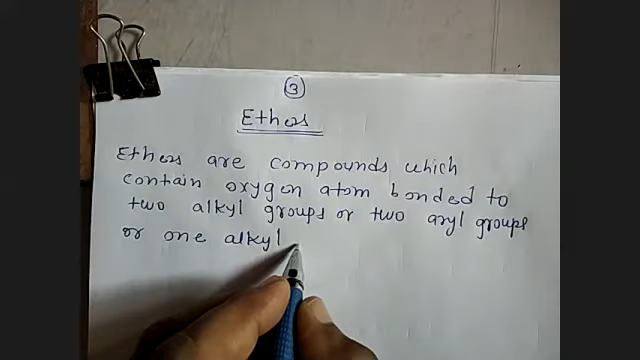 3
Ethers
Ethers are compounds which
contain oxygen atom bonded to
two alkyl groups or two aryl groups
or one alkyl